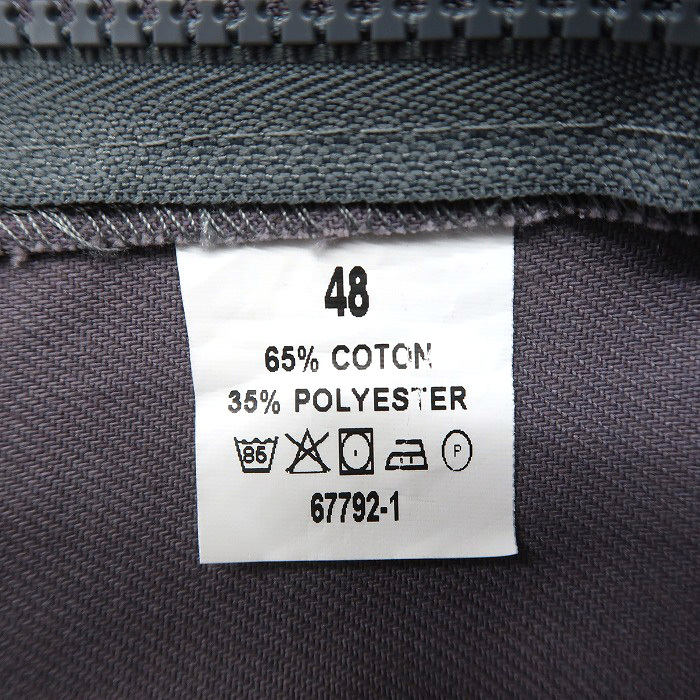 48
65% COTON
35% POLYESTER
85 P
67792-1